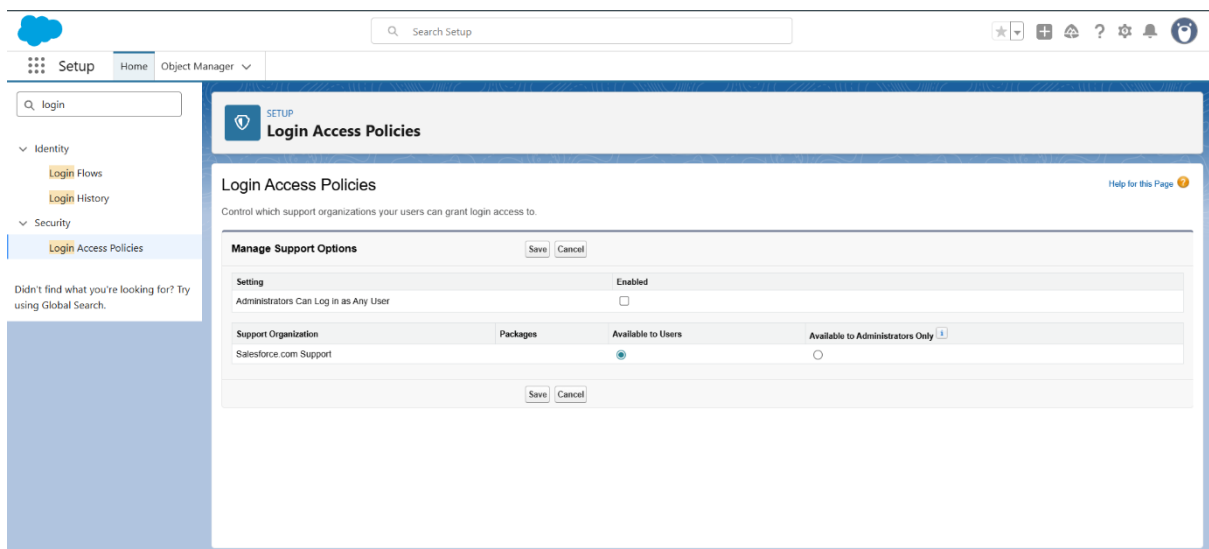 Search Setup
Setup
Home
Object Manager
login
Identity
Login Flows
Login History
Security
Login Access Policies
Didn't find what you're looking for? Try
using Global Search.
SETUP
Login Access Policies
Login Access Policies
Help for this Page ?
Control which support organizations your users can grant login access to.
Manage Support Options Save Cancel
Setting Enabled
Administrators Can Log in as Any User
Support Organization Packages Available to Users Available to Administrators Only i
Salesforce.com Support
Save Cancel